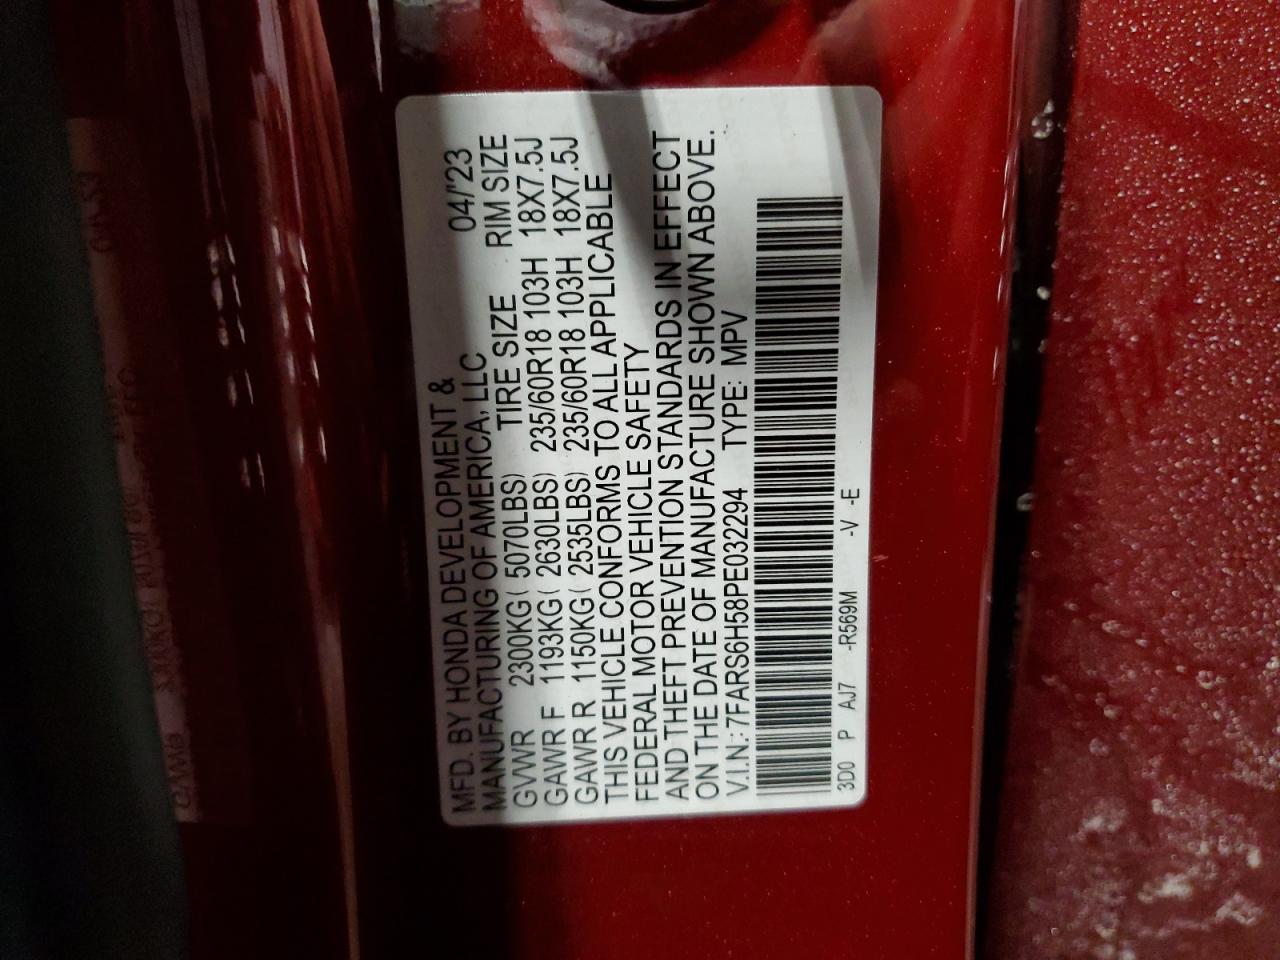 MFD. BY HONDA DEVELOPMENT &
MANUFACTURING OF AMERICA, LLC 04/'23
GVWR 2300KG( 5070LBS) TIRE SIZE RIM SIZE
GAWR F 1193KG( 2630LBS) 235/60R18 103H 18X7.5J
GAWR R 1150KG( 2535LBS) 235/60R18 103H 18X7.5J
THIS VEHICLE CONFORMS TO ALL APPLICABLE
FEDERAL MOTOR VEHICLE SAFETY
AND THEFT PREVENTION STANDARDS IN EFFECT
ON THE DATE OF MANUFACTURE SHOWN ABOVE.
V.I.N.: 7FARS6H58PE032294 TYPE: MPV
3D0 P AJ7 -R569M -V -E